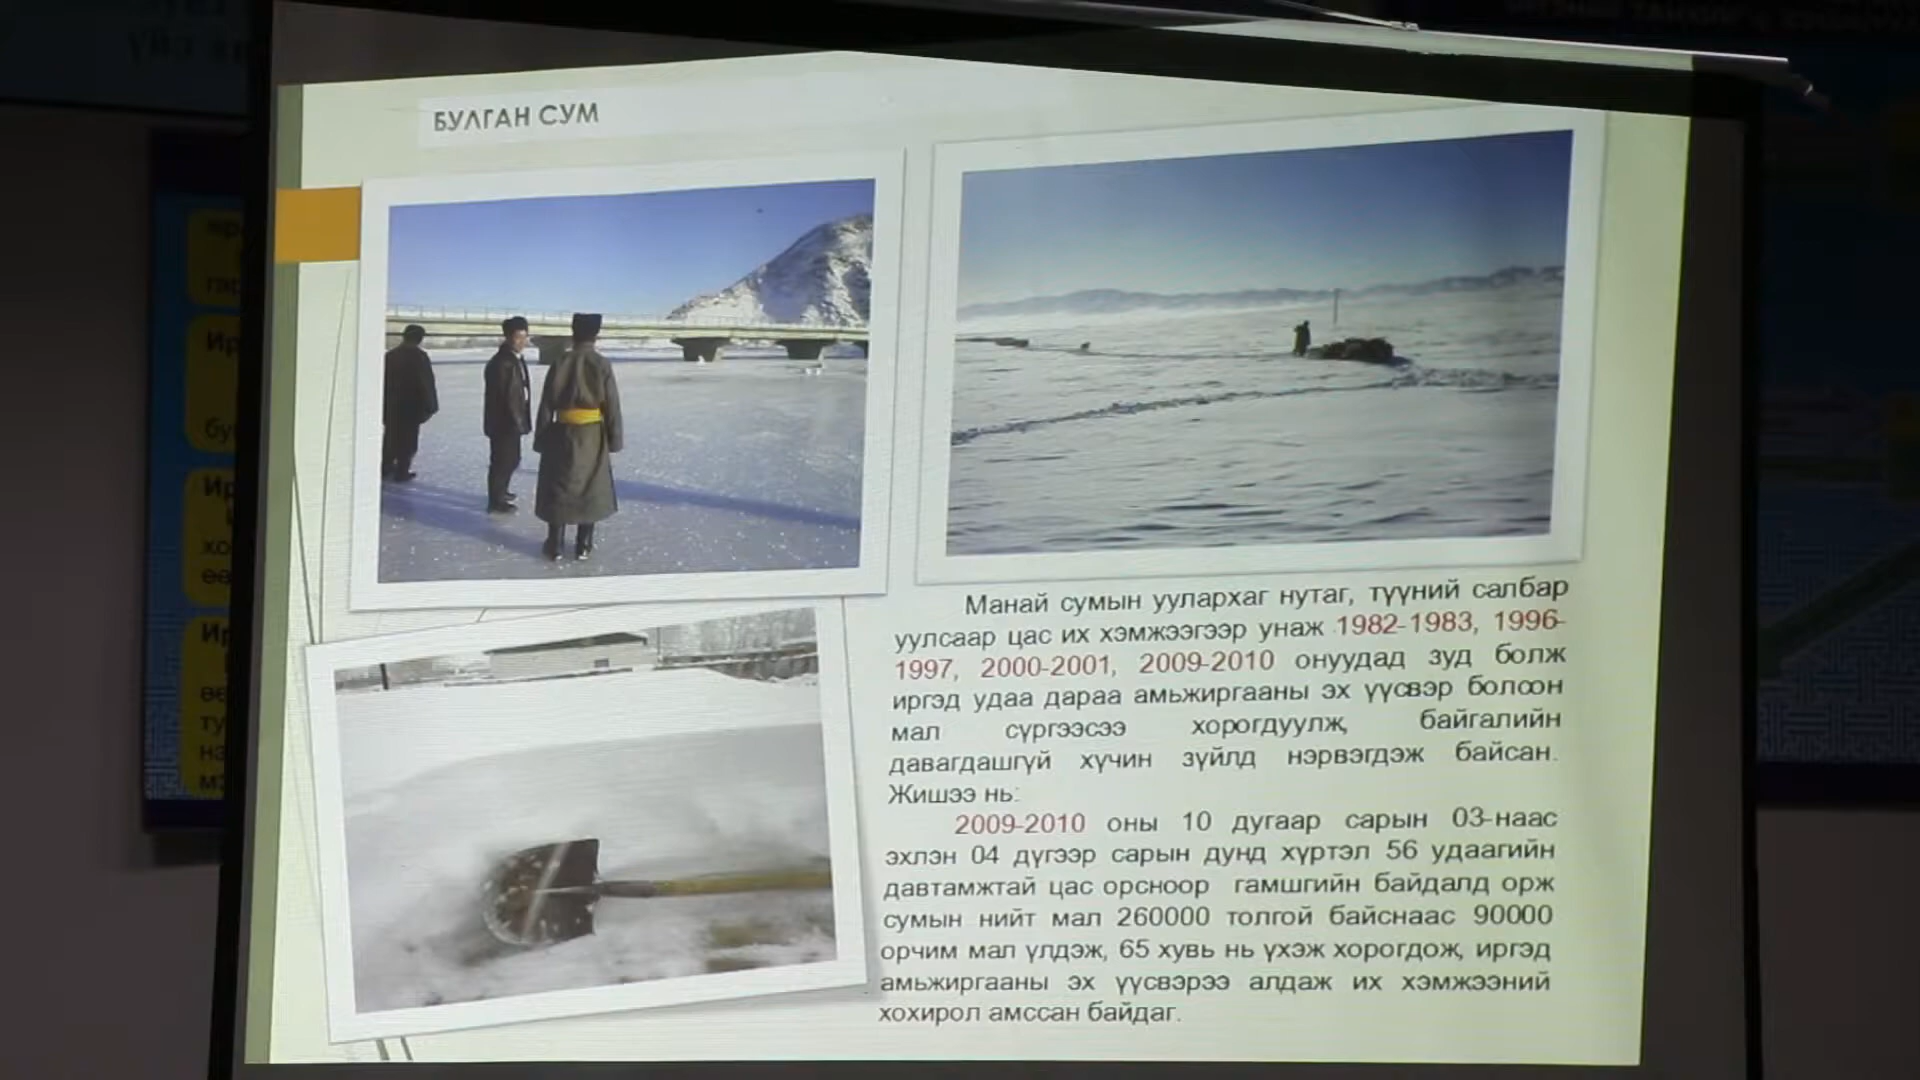 БУЛГАН СУМ
Манай сумын уулархаг нутаг, түүний салбар
уулсаар цас их хэмжээгээр унаж 1982-1983, 1996-
1997, 2000-2001, 2009-2010 онуудад зуд болж
иргэд удаа дараа амьжиргааны эх үүсвэр болсон
мал сүргээсээ хорогдуулж, байгалийн
давагдашгүй хүчин зүйлд нэрвэгдэж байсан.
Жишээ нь:
2009-2010 оны 10 дугаар сарын 03-наас
эхлэн 04 дүгээр сарын дунд хүртэл 56 удаагийн
давтамжтай цас орсноор гамшгийн байдалд орж
сумын нийт мал 260000 толгой байснаас 90000
орчим мал үлдэж, 65 хувь нь үхэж хорогдож, иргэд
амьжиргааны эх үүсвэрээ алдаж их хэмжээний
хохирол амссан байдаг.